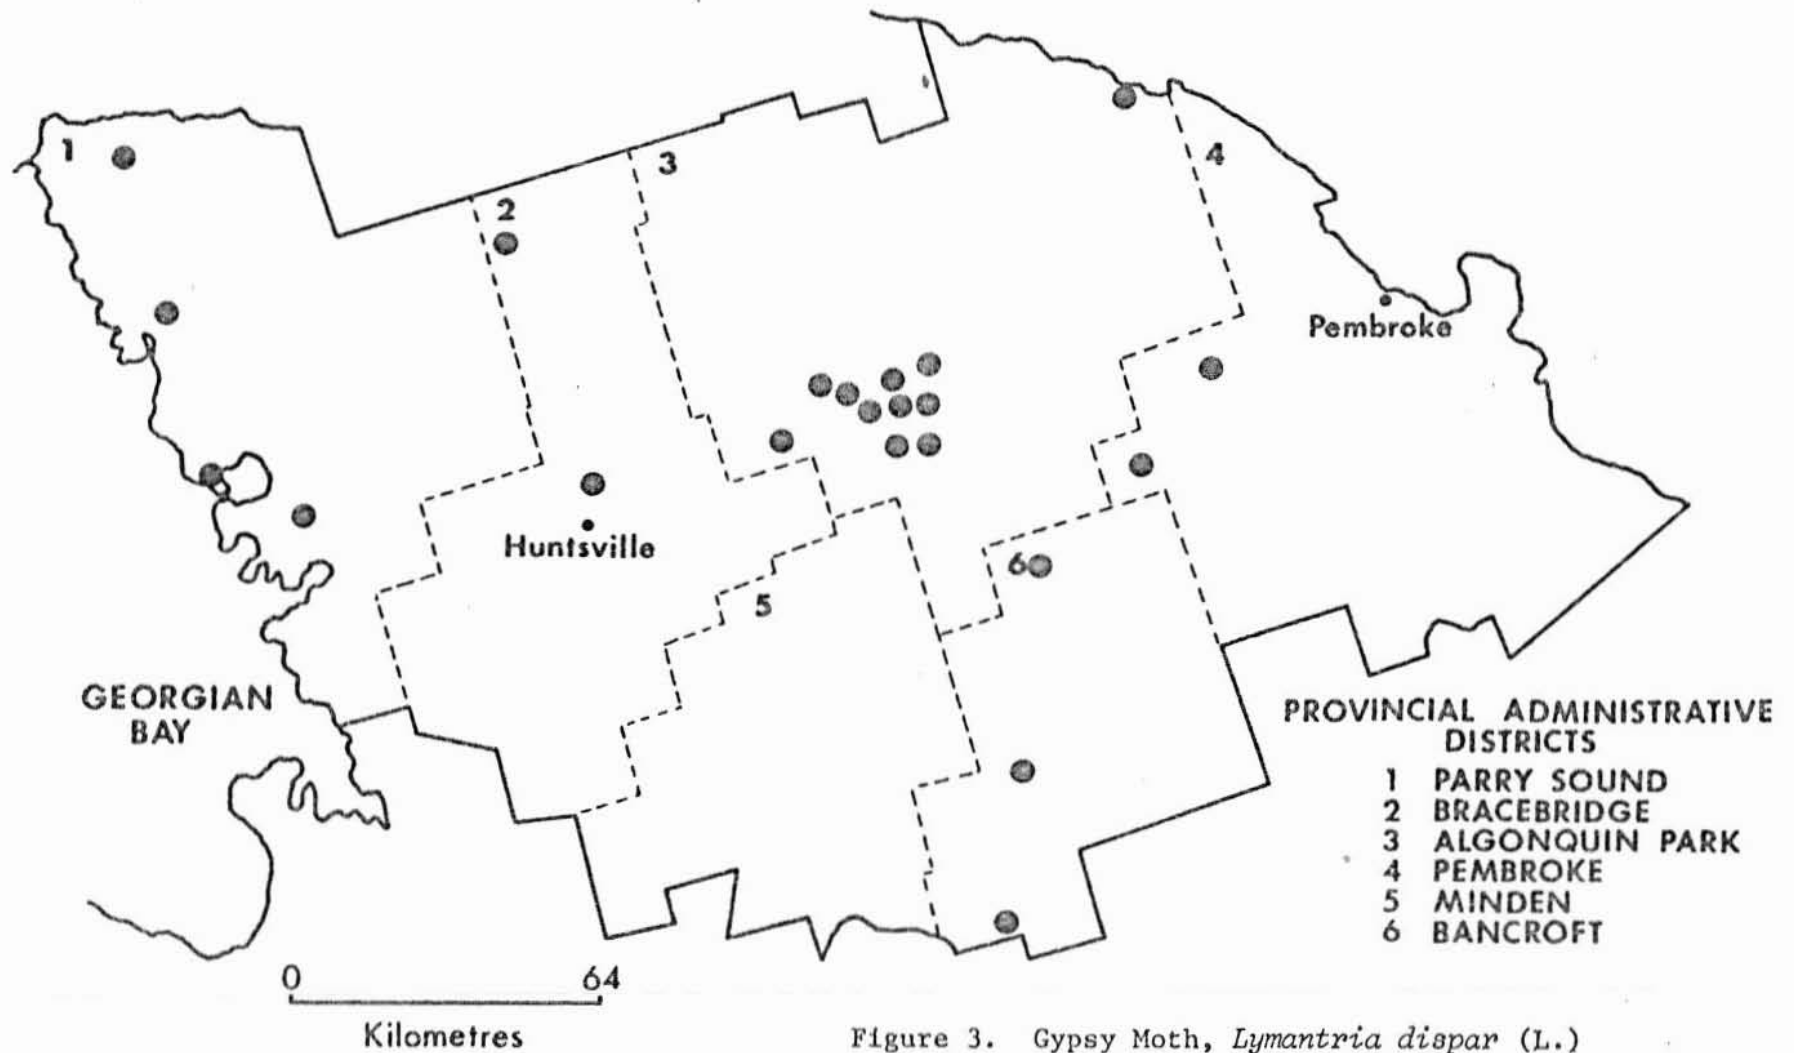 1
2
3
4
Pembroke
Huntsville
5
6
GEORGIAN
BAY
PROVINCIAL ADMINISTRATIVE
DISTRICTS
1 PARRY SOUND
2 BRACEBRIDGE
3 ALGONQUIN PARK
4 PEMBROKE
5 MINDEN
6 BANCROFT
0 64
Kilometres
Figure 3. Gypsy Moth, Lymantria dispar (L.)